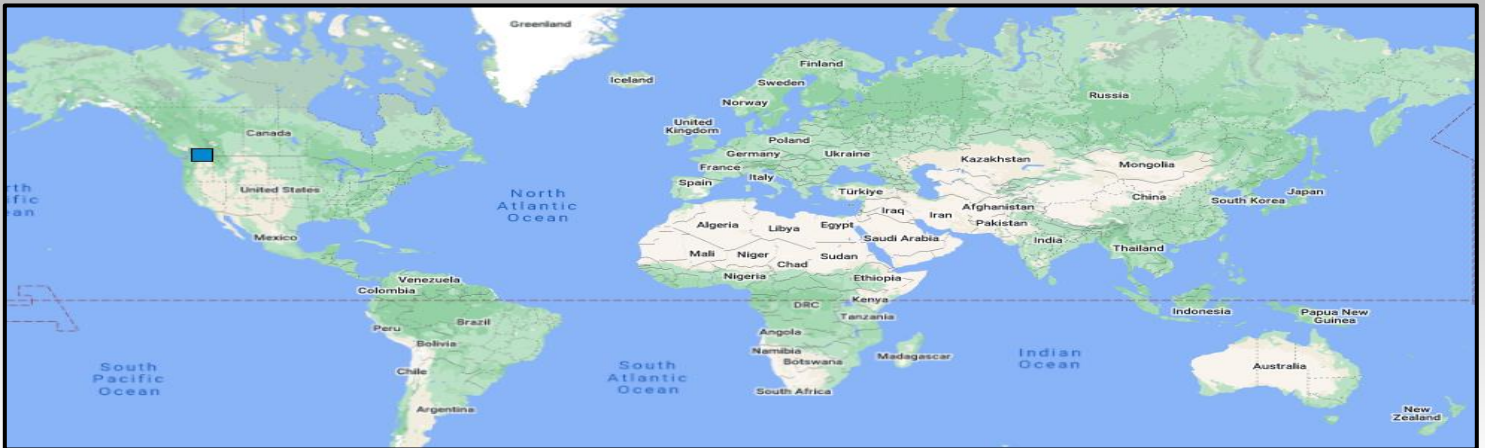 Greenland
Iceland
Finland
Sweden
Norway
Russia
United
Kingdom
Canada
Poland
Germany
Ukraine
France
Kazakhstan
Mongolia
Spain
Italy
United States
Türkiye
Japan
South Korea
China
rth
ific
ean
North
Atlantic
Ocean
Afghanistan
Iraq
Iran
Pakistan
Algeria
Libya
Egypt
Saudi Arabia
Mexico
India
Thailand
Mali
Niger
Chad
Sudan
Nigeria
Ethiopia
Venezuela
Colombia
DRC
Kenya
Tanzania
Indonesia
Papua New
Guinea
Peru
Brazil
Bolivia
Angola
Namibia
Botswana
Madagascar
South
Pacific
Ocean
Chile
South
Atlantic
Ocean
Indian
Ocean
Australia
South Africa
Argentina
New
Zealand